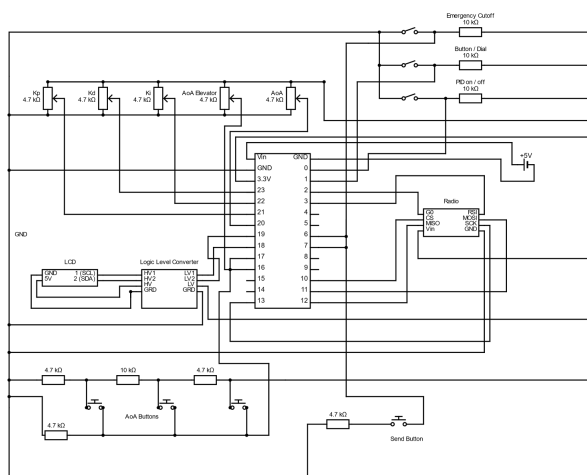 Emergency Cutoff
10 kΩ
Button / Dial
10 kΩ
PID on / off
10 kΩ
Kp
4.7 kΩ
Kd
4.7 kΩ
Ki
4.7 kΩ
AoA Elevator
4.7 kΩ
AoA
4.7 kΩ
+5V
Vin GND
GND 0
3.3V 1
23 2
22 3
21 4
20 5
19 6
18 7
17 8
16 9
15 10
14 11
13 12
Radio
G0 RSI
CS MOSI
MISO SCK
Vin GND
GND
LCD
GND 1 (SCL)
5V 2 (SDA)
Logic Level Converter
HV1 LV1
HV2 LV2
HV LV
GRD GRD
4.7 kΩ
10 kΩ
4.7 kΩ
AoA Buttons
4.7 kΩ
4.7 kΩ
Send Button